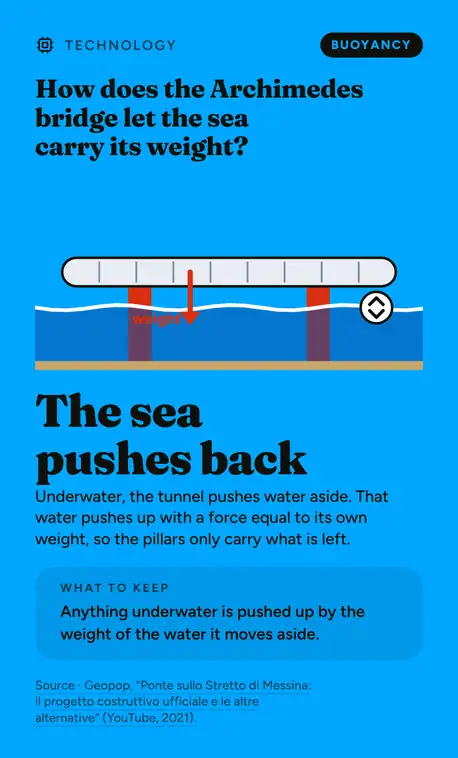 TECHNOLOGY
BUOYANCY
How does the Archimedes
bridge let the sea
carry its weight?
weight
The sea
pushes back
Underwater, the tunnel pushes water aside. That
water pushes up with a force equal to its own
weight, so the pillars only carry what is left.
WHAT TO KEEP
Anything underwater is pushed up by the
weight of the water it moves aside.
Source · Geopop, “Ponte sullo Stretto di Messina:
il progetto costruttivo ufficiale e le altre
alternative” (YouTube, 2021).